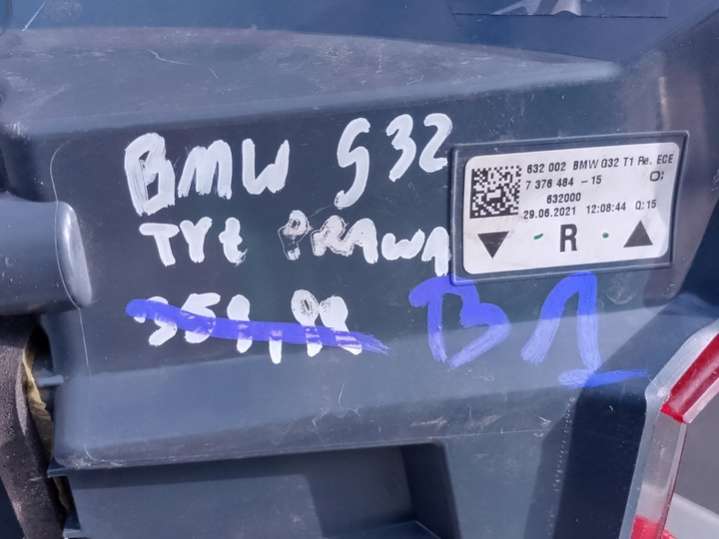 BMW G32
TYŁ PRAWA
B1
632 002 BMW G32 T1 Re. ECE
7 376 484 -15
632000
29.06.2021 12:08:44 Q:15
R